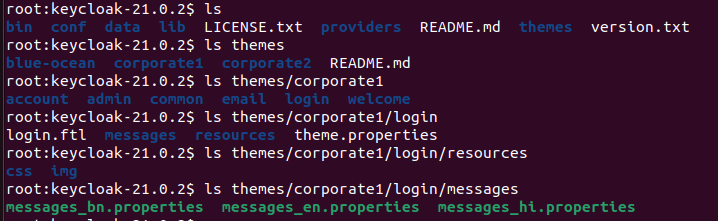 root:keycloak-21.0.2$ ls
bin conf data lib LICENSE.txt providers README.md themes version.txt
root:keycloak-21.0.2$ ls themes
blue-ocean corporate1 corporate2 README.md
root:keycloak-21.0.2$ ls themes/corporate1
account admin common email login welcome
root:keycloak-21.0.2$ ls themes/corporate1/login
login.ftl messages resources theme.properties
root:keycloak-21.0.2$ ls themes/corporate1/login/resources
css img
root:keycloak-21.0.2$ ls themes/corporate1/login/messages
messages_bn.properties messages_en.properties messages_hi.properties